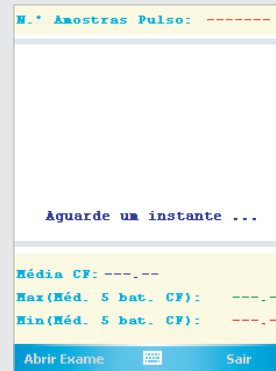 N.º Amostras Pulso: -------
Aguarde um instante ...
Média CF: ---.--
Max(Méd. 5 bat. CF): ---.-
Min(Méd. 5 bat. CF): ---.-
Abrir Exame Sair